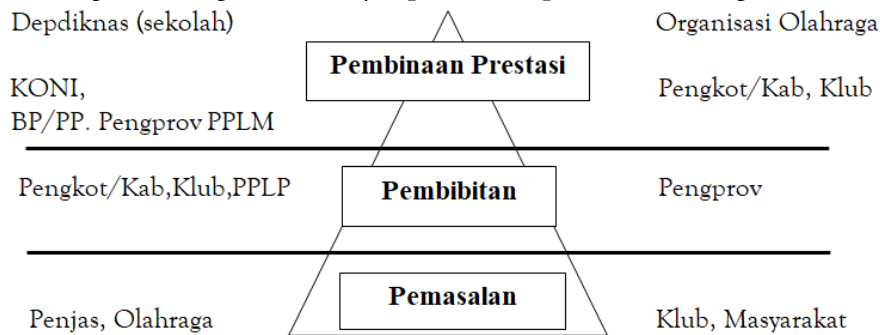 Depdiknas (sekolah)
Organisasi Olahraga
Pembinaan Prestasi
KONI,
Pengkot/Kab, Klub
BP/PP. Pengprov PPLM
Pengkot/Kab,Klub,PPLP
Pembibitan
Pengprov
Pemasalan
Penjas, Olahraga
Klub, Masyarakat